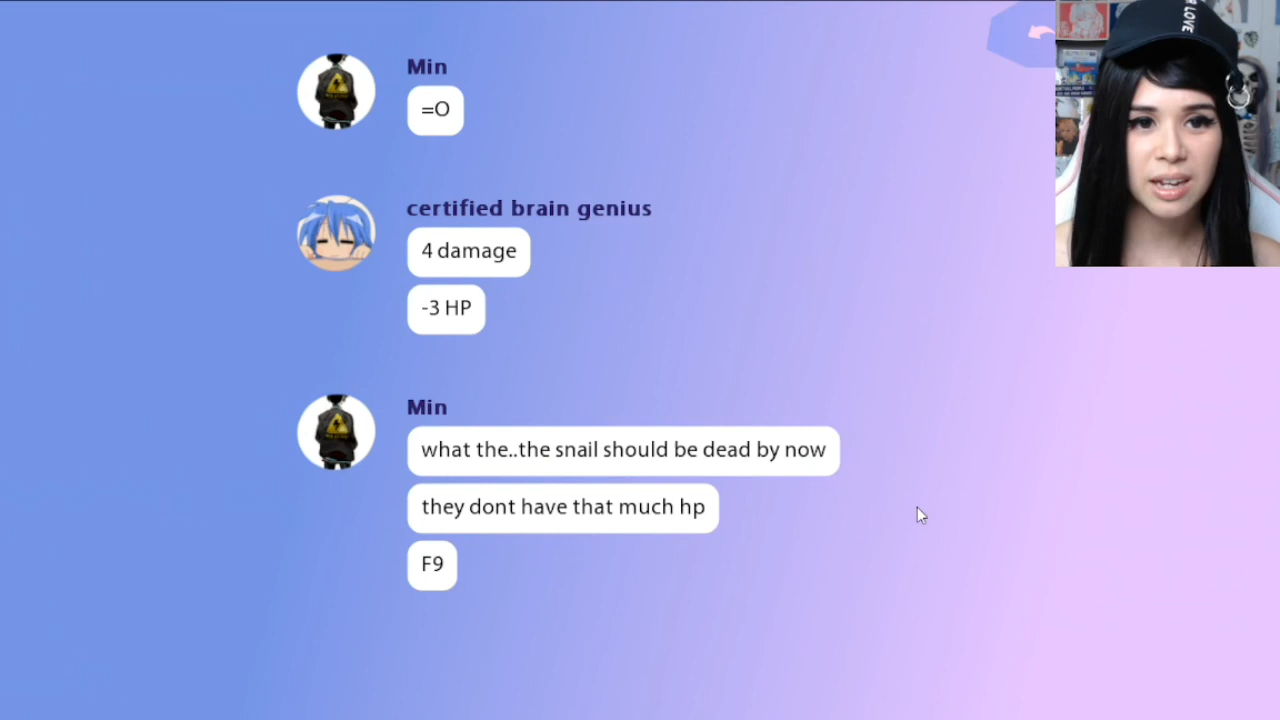 Min
=O
certified brain genius
4 damage
-3 HP
Min
what the..the snail should be dead by now
they dont have that much hp
F9